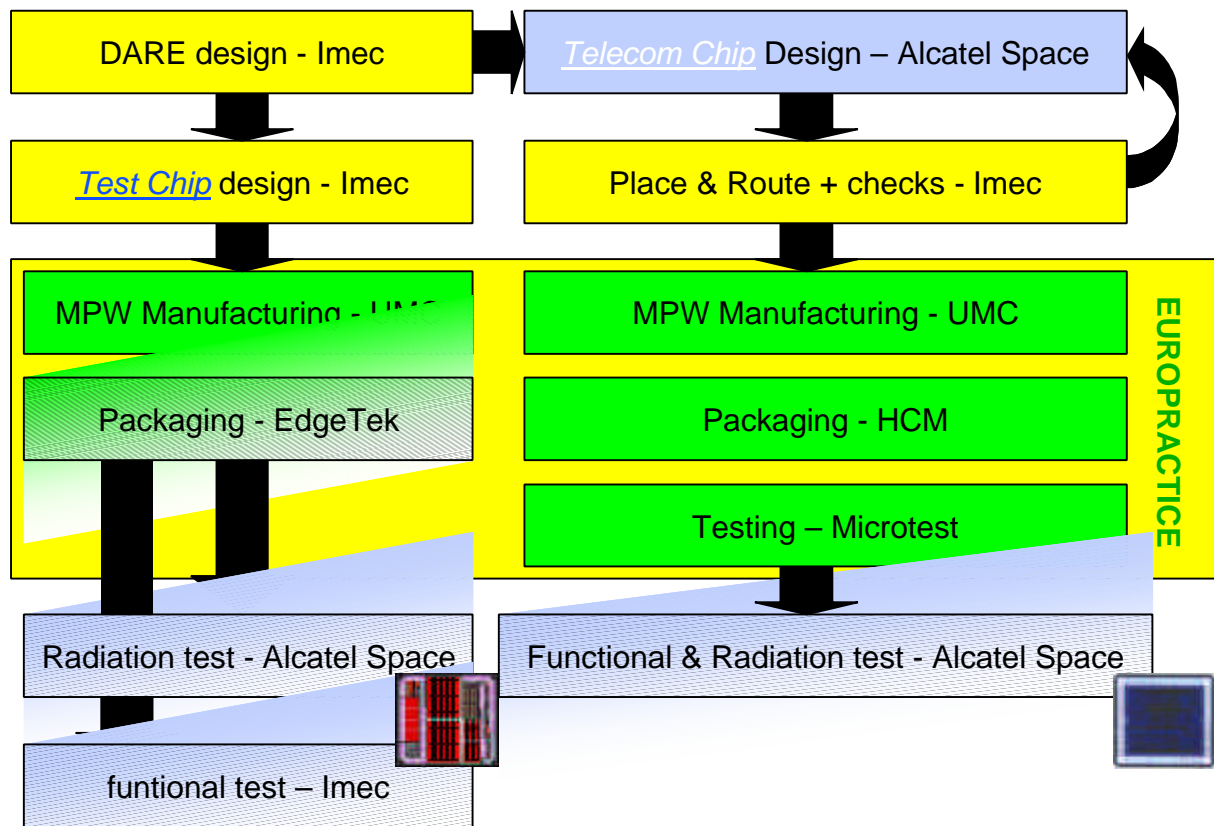 DARE design - Imec
Telecom Chip Design – Alcatel Space
Test Chip design - Imec
Place & Route + checks - Imec
MPW Manufacturing - UMC
MPW Manufacturing - UMC
EUROPRACTICE
Packaging - EdgeTek
Packaging - HCM
Testing – Microtest
Radiation test - Alcatel Space
Functional & Radiation test - Alcatel Space
funtional test – Imec